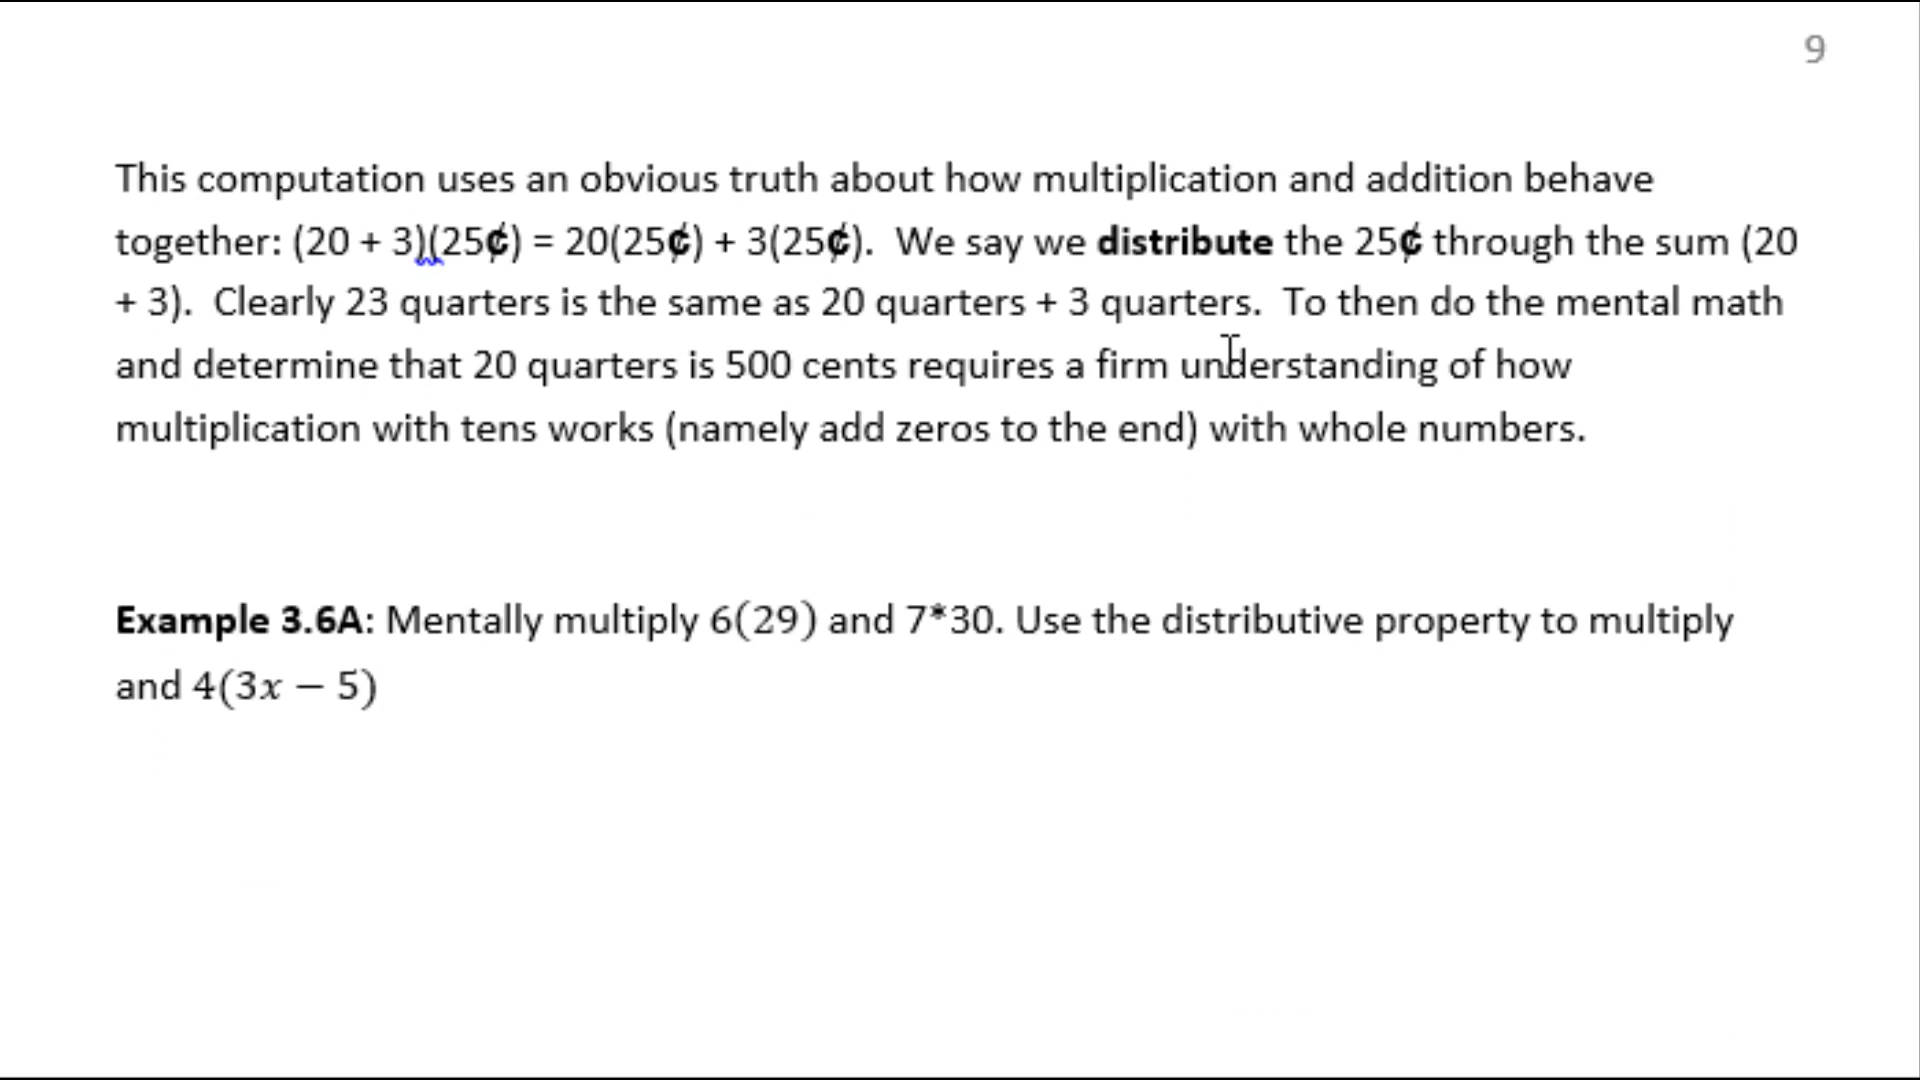 9
This computation uses an obvious truth about how multiplication and addition behave
together: (20 + 3)(25¢) = 20(25¢) + 3(25¢).  We say we distribute the 25¢ through the sum (20
+ 3).  Clearly 23 quarters is the same as 20 quarters + 3 quarters.  To then do the mental math
and determine that 20 quarters is 500 cents requires a firm understanding of how
multiplication with tens works (namely add zeros to the end) with whole numbers.
Example 3.6A: Mentally multiply 6(29) and 7*30. Use the distributive property to multiply
and 4(3x − 5)